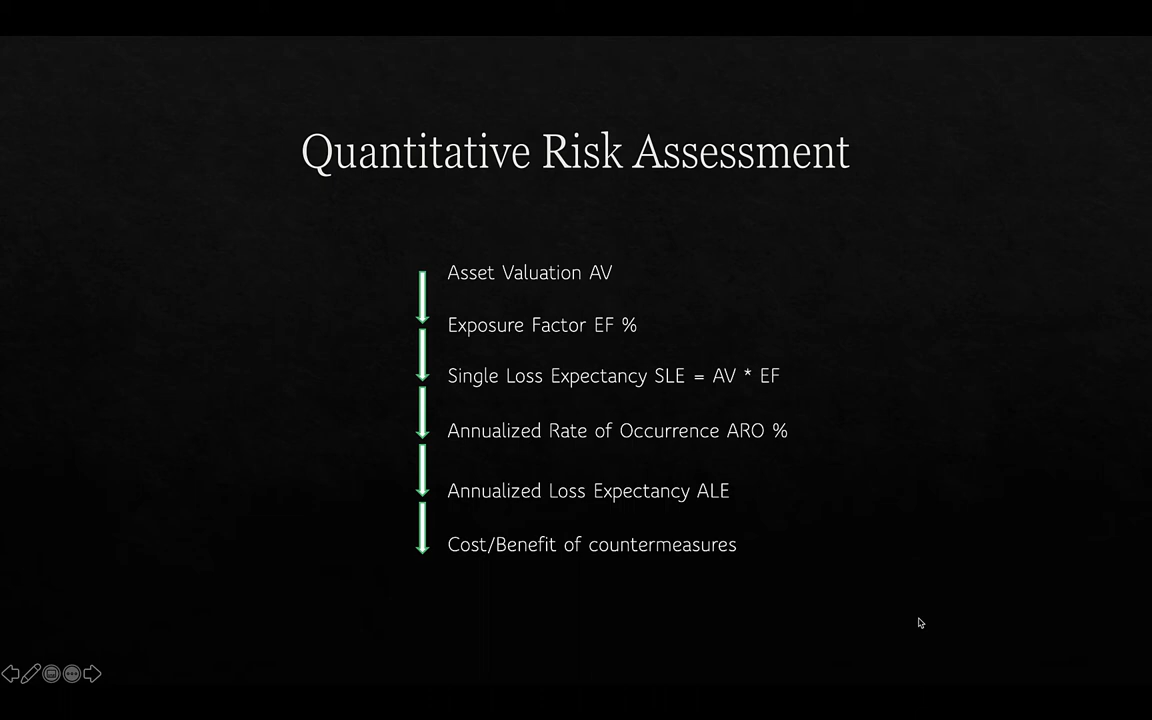 Quantitative Risk Assessment
Asset Valuation AV
Exposure Factor EF %
Single Loss Expectancy SLE = AV * EF
Annualized Rate of Occurrence ARO %
Annualized Loss Expectancy ALE
Cost/Benefit of countermeasures